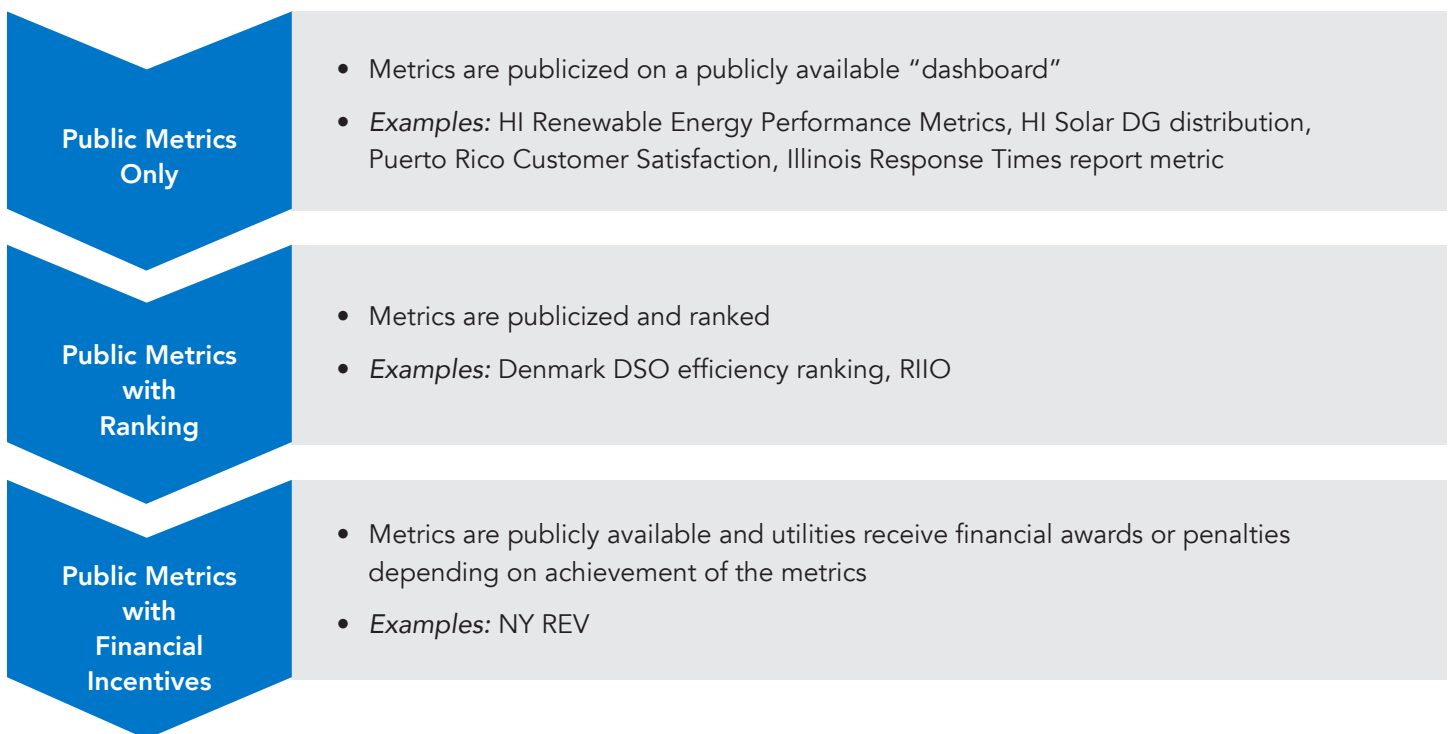 Public Metrics
Only
• Metrics are publicized on a publicly available “dashboard”
• Examples: HI Renewable Energy Performance Metrics, HI Solar DG distribution,
Puerto Rico Customer Satisfaction, Illinois Response Times report metric
Public Metrics
with
Ranking
• Metrics are publicized and ranked
• Examples: Denmark DSO efficiency ranking, RIIO
Public Metrics
with
Financial
Incentives
• Metrics are publicly available and utilities receive financial awards or penalties
depending on achievement of the metrics
• Examples: NY REV